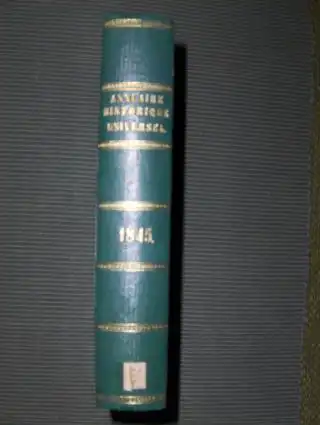 ANNUAIRE
HISTORIQUE
UNIVERSEL.
1845.